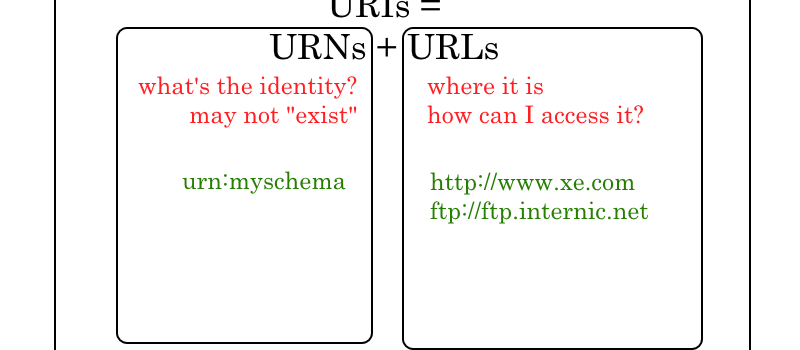 URIs =
URNs + URLs
what's the identity?
may not "exist"
urn:myschema
where it is
how can I access it?
http://www.xe.com
ftp://ftp.internic.net